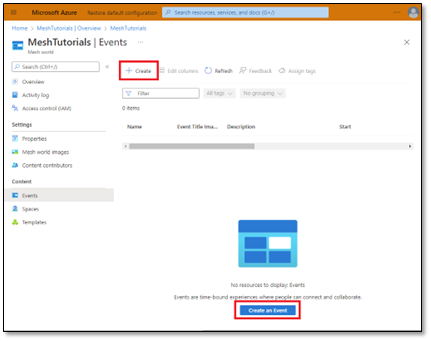 Microsoft Azure Restore default configuration Search resources, services, and docs (G+/) ...
Home > MeshTutorials | Overview > MeshTutorials
MeshTutorials | Events ...
Mesh world
Search (Ctrl+/) «
+ Create Edit columns Refresh Feedback Assign tags
Overview
Activity log
Access control (IAM)
Settings
Properties
Mesh world images
Content contributors
Content
Events
Spaces
Templates
Filter All tags No grouping
0 items
Name Event Title Ima... Description Start
No resources to display: Events
Events are time-bound experiences where people can connect and collaborate.
Create an Event